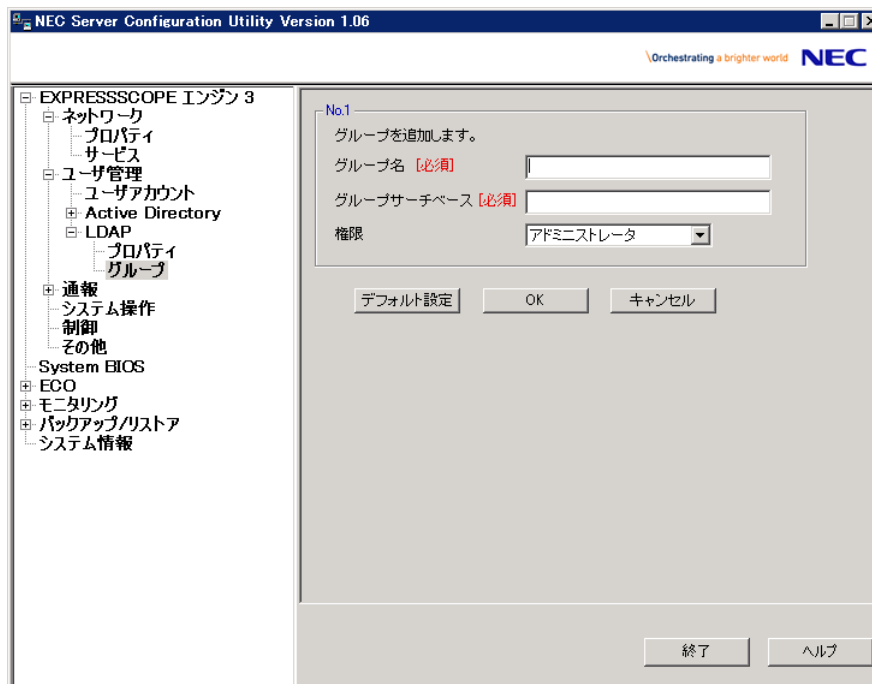 NEC Server Configuration Utility Version 1.06
\Orchestrating a brighter world NEC
EXPRESSSCOPE エンジン 3
ネットワーク
プロパティ
サービス
ユーザ管理
ユーザアカウント
Active Directory
LDAP
プロパティ
グループ
通報
システム操作
制御
その他
System BIOS
ECO
モニタリング
バックアップ/リストア
システム情報
No.1
グループを追加します。
グループ名 [必須]
グループサーチベース [必須]
権限 アドミニストレータ
デフォルト設定 OK キャンセル
終了 ヘルプ